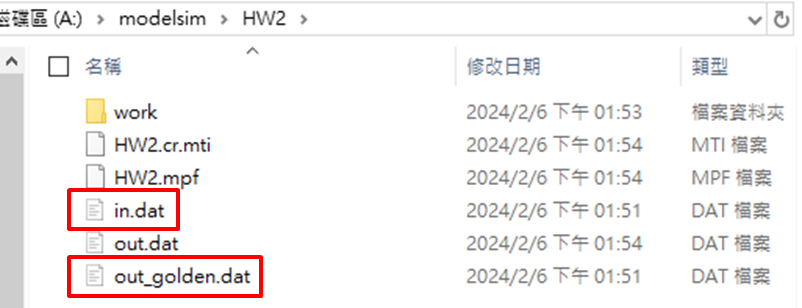 磁碟區 (A:) › modelsim › HW2 ›
名稱 修改日期 類型
work 2024/2/6 下午 01:53 檔案資料夾
HW2.cr.mti 2024/2/6 下午 01:54 MTI 檔案
HW2.mpf 2024/2/6 下午 01:54 MPF 檔案
in.dat 2024/2/6 下午 01:51 DAT 檔案
out.dat 2024/2/6 下午 01:54 DAT 檔案
out_golden.dat 2024/2/6 下午 01:51 DAT 檔案